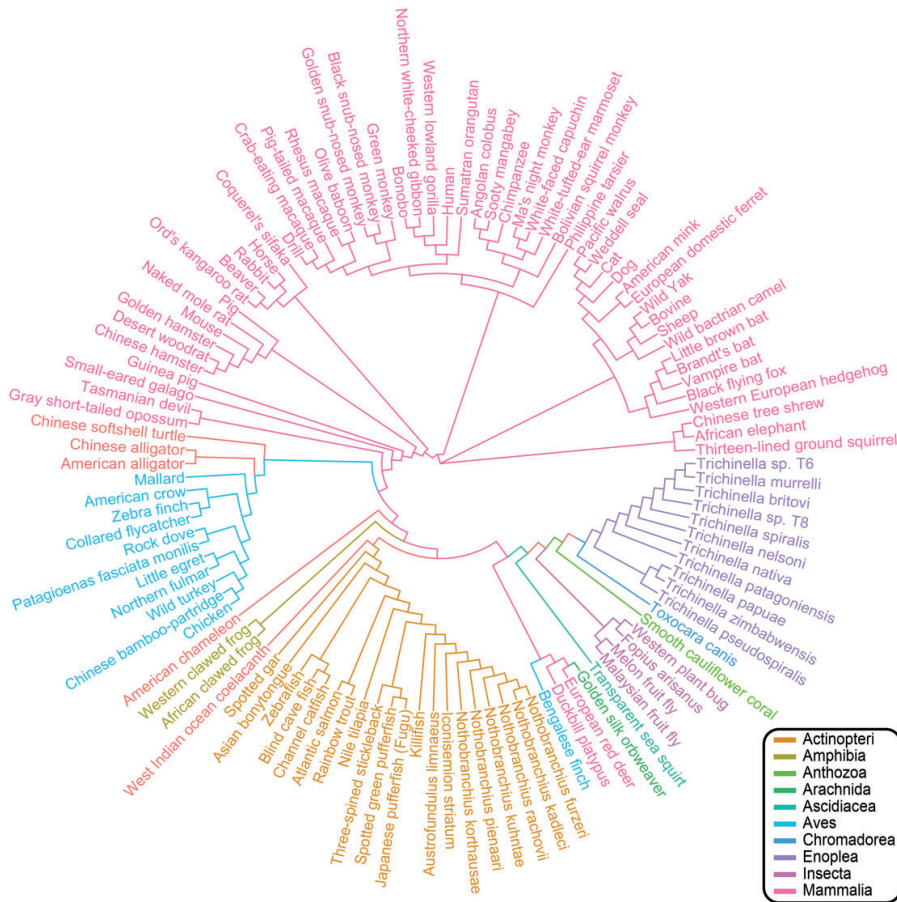 Gray short-tailed opossum
Tasmanian devil
Small-eared galago
Guinea pig
Chinese hamster
Desert woodrat
Golden hamster
Mouse
Naked mole rat
Pig
Ord's kangaroo rat
Beaver
Rabbit
Horse
Coquerel's sifaka
Drill
Crab-eating macaque
Pig-tailed macaque
Rhesus macaque
Olive baboon
Golden snub-nosed monkey
Black snub-nosed monkey
Green monkey
Bonobo
Northern white-cheeked gibbon
Western lowland gorilla
Human
Sumatran orangutan
Angolan colobus
Sooty mangabey
Chimpanzee
Ma's night monkey
White-faced capuchin
White-tufted-ear marmoset
Bolivian squirrel monkey
Philippine tarsier
Pacific walrus
Weddell seal
Cat
Dog
American mink
European domestic ferret
Wild Yak
Bovine
Sheep
Wild bactrian camel
Little brown bat
Brandt's bat
Vampire bat
Black flying fox
Western European hedgehog
Chinese tree shrew
African elephant
Thirteen-lined ground squirrel
Trichinella sp. T6
Trichinella murrelli
Trichinella britovi
Trichinella sp. T8
Trichinella spiralis
Trichinella nelsoni
Trichinella nativa
Trichinella patagoniensis
Trichinella papuae
Trichinella zimbabwensis
Trichinella pseudospiralis
Toxocara canis
Smooth cauliflower coral
Western plant bug
Fopius arisanus
Melon fruit fly
Malaysian fruit fly
Transparent sea squirt
Golden silk orbweaver
European red deer
Duckbill platypus
Bengalese finch
Nothobranchius furzeri
Nothobranchius kadleci
Nothobranchius rachovii
Nothobranchius kuhntae
Nothobranchius pienaari
Nothobranchius korthausae
Iconisemion striatum
Austrofunpulus limnaeus
Killifish
Japanese pufferfish (Fugu)
Spotted green pufferfish
Three-spined stickleback
Nile tilapia
Rainbow trout
Atlantic salmon
Channel catfish
Blind cave fish
Zebrafish
Asian bonytongue
Spotted gar
West Indian ocean coelacanth
African clawed frog
Western clawed frog
American chameleon
Chicken
Chinese bamboo-partridge
Wild turkey
Northern fulmar
Little egret
Patagioenas fasciata monilis
Rock dove
Collared flycatcher
Zebra finch
American crow
Mallard
American alligator
Chinese alligator
Chinese softshell turtle
Actinopteri
Amphibia
Anthozoa
Arachnida
Ascidiacea
Aves
Chromadorea
Enoplea
Insecta
Mammalia